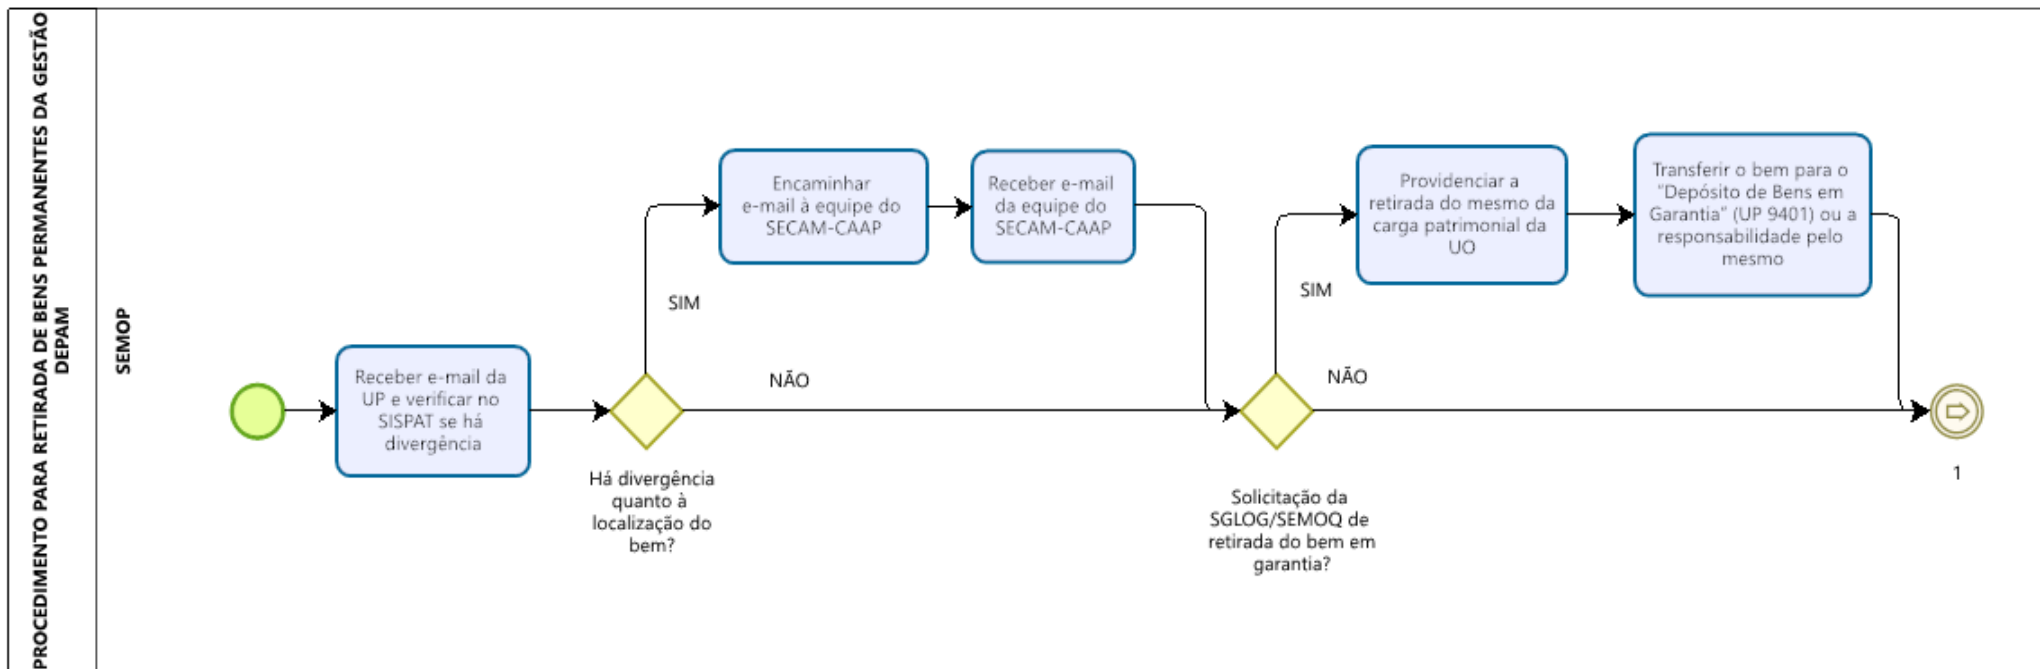 PROCEDIMENTO PARA RETIRADA DE BENS PERMANENTES DA GESTÃO
DEPAM
SEMOP
Receber e-mail da
UP e verificar no
SISPAT se há
divergência
Há divergência
quanto à
localização do
bem?
SIM
NÃO
Encaminhar
e-mail à equipe do
SECAM-CAAP
Receber e-mail
da equipe do
SECAM-CAAP
Solicitação da
SGLOG/SEMOQ de
retirada do bem em
garantia?
SIM
NÃO
Providenciar a
retirada do mesmo da
carga patrimonial da
UO
Transferir o bem para o
"Depósito de Bens em
Garantia" (UP 9401) ou a
responsabilidade pelo
mesmo
1